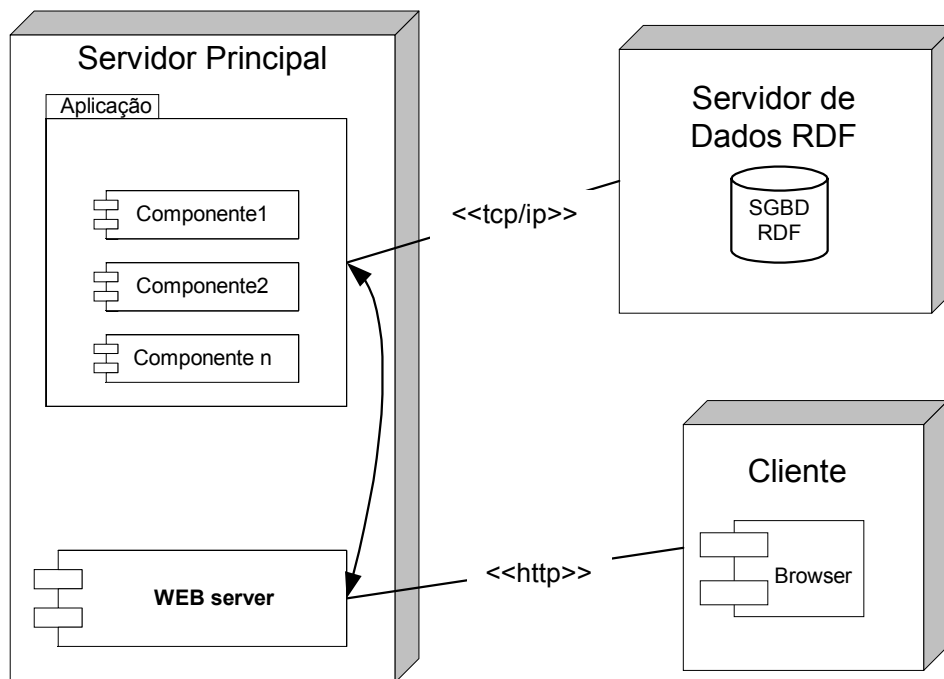 Servidor Principal
Aplicação
Componente1
Componente2
Componente n
WEB server
<<tcp/ip>>
<<http>>
Servidor de
Dados RDF
SGBD
RDF
Cliente
Browser